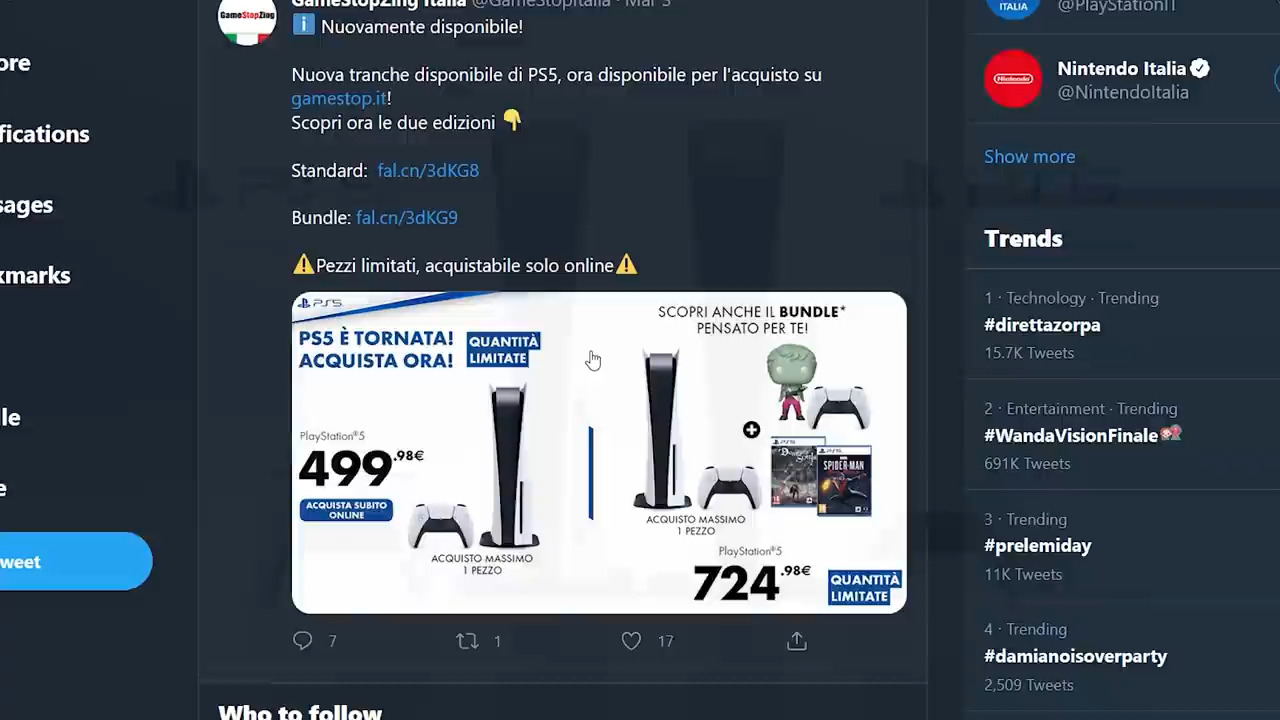 GameStopZing Italia @GameStopItalia · Mar 5
GameStopZing
Nuovamente disponibile!
Nuova tranche disponibile di PS5, ora disponibile per l'acquisto su
gamestop.it!
Scopri ora le due edizioni
Standard: fal.cn/3dKG8
Bundle: fal.cn/3dKG9
Pezzi limitati, acquistabile solo online
PS5
PS5 È TORNATA!
ACQUISTA ORA!
QUANTITÀ
LIMITATE
PlayStation®5
499.98€
ACQUISTA SUBITO
ONLINE
ACQUISTO MASSIMO
1 PEZZO
SCOPRI ANCHE IL BUNDLE*
PENSATO PER TE!
PS5
PS5
SPIDER-MAN
ACQUISTO MASSIMO
1 PEZZO
PlayStation®5
724.98€
QUANTITÀ
LIMITATE
7
1
17
Who to follow
ore
fications
sages
kmarks
le
e
weet
ITALIA
@PlayStationIT
Nintendo
Nintendo Italia
@NintendoItalia
Show more
Trends
1 · Technology · Trending
#direttazorpa
15.7K Tweets
2 · Entertainment · Trending
#WandaVisionFinale
691K Tweets
3 · Trending
#prelemiday
11K Tweets
4 · Trending
#damianoisoverparty
2,509 Tweets